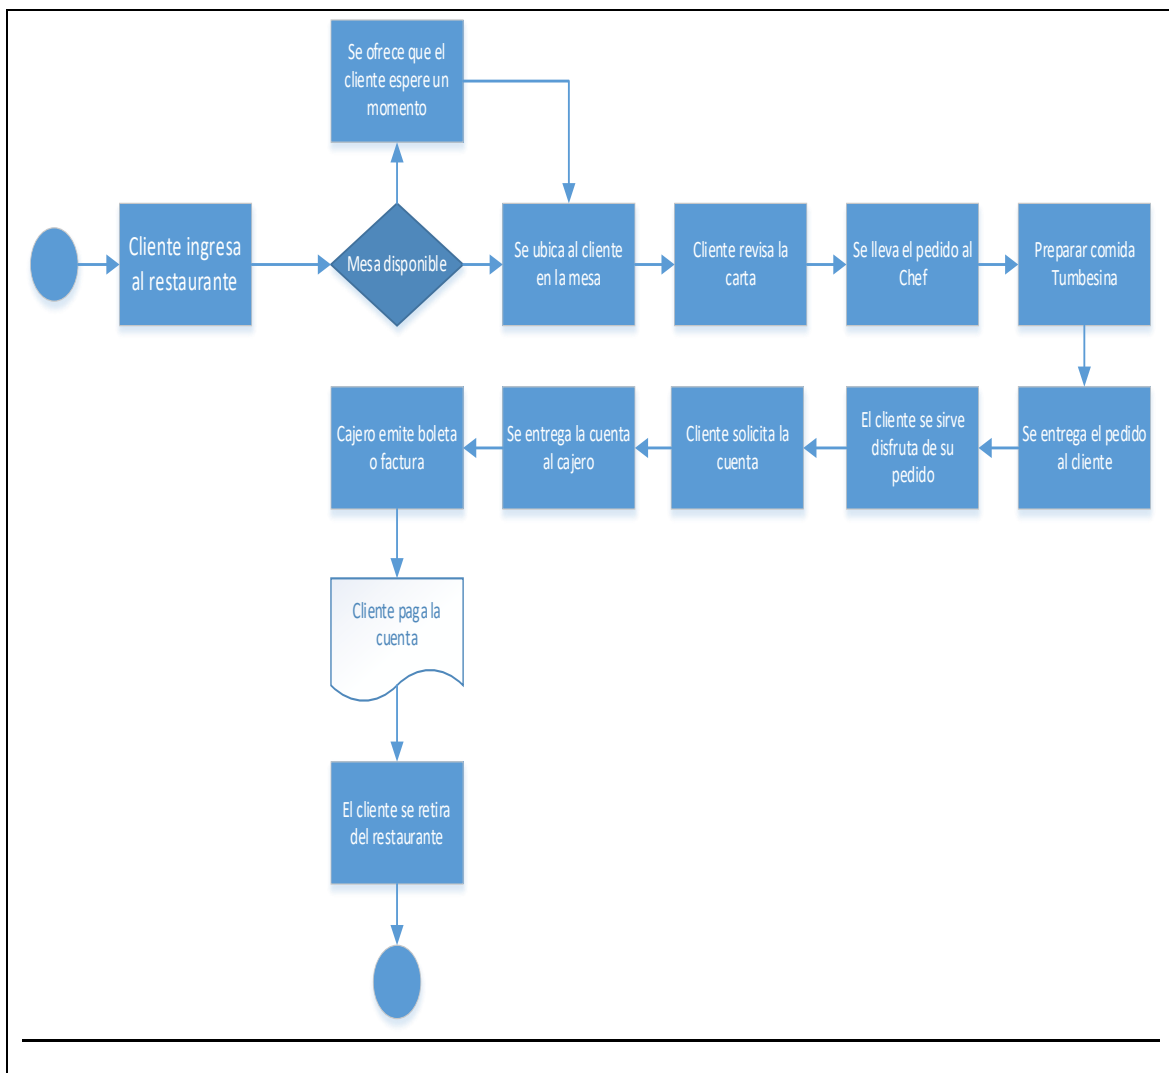 Se ofrece que el
cliente espere un
momento
Cliente ingresa
al restaurante
Mesa disponible
Se ubica al cliente
en la mesa
Cliente revisa la
carta
Se lleva el pedido al
Chef
Preparar comida
Tumbesina
Se entrega el pedido
al cliente
El cliente se sirve
disfruta de su
pedido
Cliente solicita la
cuenta
Se entrega la cuenta
al cajero
Cajero emite boleta
o factura
Cliente paga la
cuenta
El cliente se retira
del restaurante